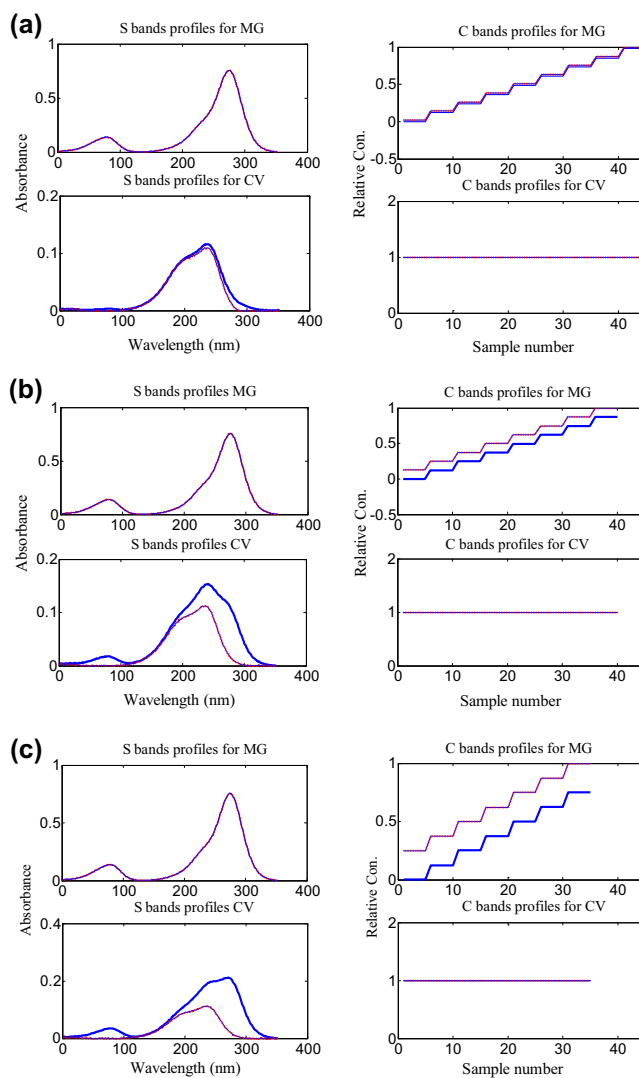 (a)
S bands profiles for MG
1
0.5
0
0 100 200 300 400
Absorbance
S bands profiles for CV
0.2
0.1
0
0 100 200 300 400
Wavelength (nm)
C bands profiles for MG
1
0.5
0
-0.5
0 10 20 30 40
Relative Con.
C bands profiles for CV
2
1
0
0 10 20 30 40
Sample number
(b)
S bands profiles MG
1
0.5
0
0 100 200 300 400
Absorbance
S bands profiles CV
0.2
0.1
0
0 100 200 300 400
Wavelength (nm)
C bands profiles for MG
1
0.5
0
-0.5
0 10 20 30 40
Relative Con.
C bands profiles for CV
2
1
0
0 10 20 30 40
Sample number
(c)
S bands profiles for MG
1
0.5
0
0 100 200 300 400
Absorbance
S bands profiles CV
0.4
0.2
0
0 100 200 300 400
Wavelength (nm)
C bands profiles for MG
1
0.5
0
0 10 20 30 40
Relative Con.
C bands profiles for CV
2
1
0
0 10 20 30 40
Sample number